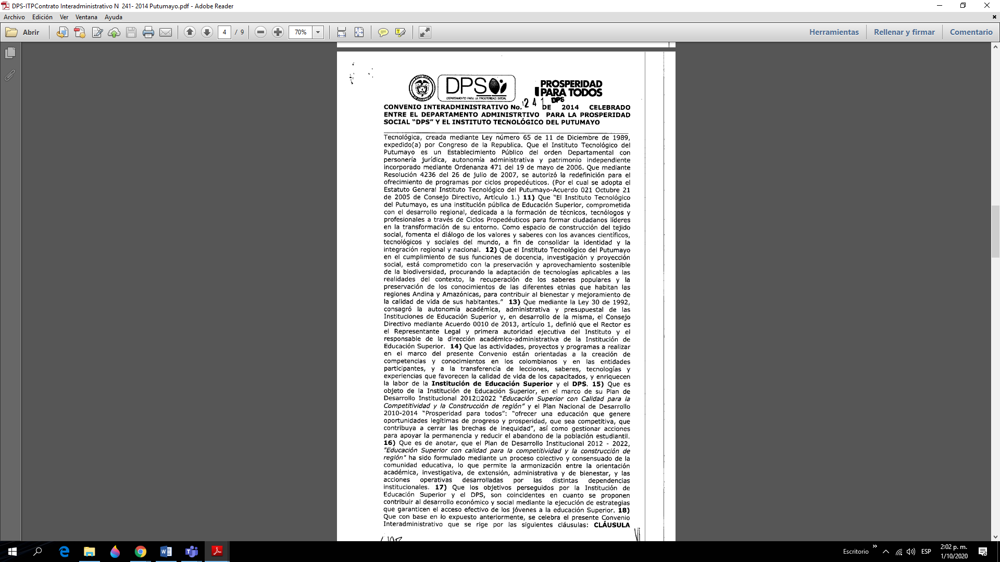 DPS-ITPContrato Interadministrativo N 241- 2014 Putumayo.pdf - Adobe Reader
Archivo Edición Ver Ventana Ayuda
Abrir 4 / 9 70% Herramientas Rellenar y firmar Comentario
REPUBLICA DE COLOMBIA
DPS
DEPARTAMENTO PARA LA PROSPERIDAD SOCIAL
PROSPERIDAD
PARA TODOS
DPS
CONVENIO INTERADMINISTRATIVO No. 241 DE 2014 CELEBRADO
ENTRE EL DEPARTAMENTO ADMINISTRTIVO PARA LA PROSPERIDAD
SOCIAL “DPS” Y EL INSTITUTO TECNOLÓGICO DEL PUTUMAYO
Tecnológica, creada mediante Ley número 65 de 11 de Diciembre de 1989,
expedido(a) por Congreso de la Republica. Que el Instituto Tecnológico del
Putumayo es un Establecimiento Público del orden Departamental con
personería jurídica, autonomía administrativa y patrimonio independiente
incorporado mediante Ordenanza 471 del 19 de mayo de 2006. Que mediante
Resolución 4236 del 26 de julio de 2007, se autorizó la redefinición para el
ofrecimiento de programas por ciclos propedéuticos. (Por el cual se adopta el
Estatuto General Instituto Tecnológico del Putumayo-Acuerdo 021 Octubre 21
de 2005 de Consejo Directivo, Articulo 1.) 11) Que “El Instituto Tecnológico
del Putumayo, es una institución pública de Educación Superior, comprometida
con el desarrollo regional, dedicada a la formación de técnicos, tecnólogos y
profesionales a través de Ciclos Propedéuticos para formar ciudadanos líderes
en la transformación de su entorno. Como espacio de construcción del tejido
social, fomenta el diálogo de los valores y saberes con los avances científicos,
tecnológicos y sociales del mundo, a fin de consolidar la identidad y la
integración regional y nacional. 12) Que el Instituto Tecnológico del Putumayo
en el cumplimiento de sus funciones de docencia, investigación y proyección
social, está comprometido con la preservación y aprovechamiento sostenible
de la biodiversidad, procurando la adaptación de tecnologías aplicables a las
realidades del contexto, la recuperación de los saberes populares y la
preservación de los conocimientos de las diferentes etnias que habitan las
regiones Andina y Amazónicas, para contribuir al bienestar y mejoramiento de
la calidad de vida de sus habitantes.” 13) Que mediante la Ley 30 de 1992,
consagró la autonomía académica, administrativa y presupuestal de las
Instituciones de Educación Superior y, en desarrollo de la misma, el Consejo
Directivo mediante Acuerdo 0010 de 2013, artículo 1, definió que el Rector es
el Representante Legal y primera autoridad ejecutiva del Instituto y el
responsable de la dirección académico-administrativa de la Institución de
Educación Superior. 14) Que las actividades, proyectos y programas a realizar
en el marco del presente Convenio están orientadas a la creación de
competencias y conocimientos en los colombianos y en las entidades
participantes, y a la transferencia de lecciones, saberes, tecnologías y
experiencias que favorecen la calidad de vida de los capacitados, y enriquecen
la labor de la Institución de Educación Superior y el DPS. 15) Que es
objeto de la Institución de Educación Superior, en el marco de su Plan de
Desarrollo Institucional 2012□2022 “Educación Superior con Calidad para la
Competitividad y la Construcción de región” y el Plan Nacional de Desarrollo
2010-2014 “Prosperidad para todos”: “ofrecer una educación que genere
oportunidades legítimas de progreso y prosperidad, que sea competitiva, que
contribuya a cerrar las brechas de inequidad”, así como gestionar acciones
para apoyar la permanencia y reducir el abandono de la población estudiantil.
16) Que es de anotar, que el Plan de Desarrollo Institucional 2012 - 2022,
"Educación Superior con calidad para la competitividad y la construcción de
región" ha sido formulado mediante un proceso colectivo y consensuado de la
comunidad educativa, lo que permite la armonización entre la orientación
académica, investigativa, de extensión, administrativa y de bienestar, y las
acciones operativas desarrolladas por las distintas dependencias
institucionales. 17) Que los objetivos perseguidos por la Institución de
Educación Superior y el DPS, son coincidentes en cuanto se proponen
contribuir al desarrollo económico y social mediante la ejecución de estrategias
que garanticen el acceso efectivo de los jóvenes a la educación Superior. 18)
Que con base en lo expuesto anteriormente, se celebra el presente Convenio
Interadministrativo que se rige por las siguientes cláusulas: CLÁUSULA
Escritorio ESP 2:02 p. m.
1/10/2020